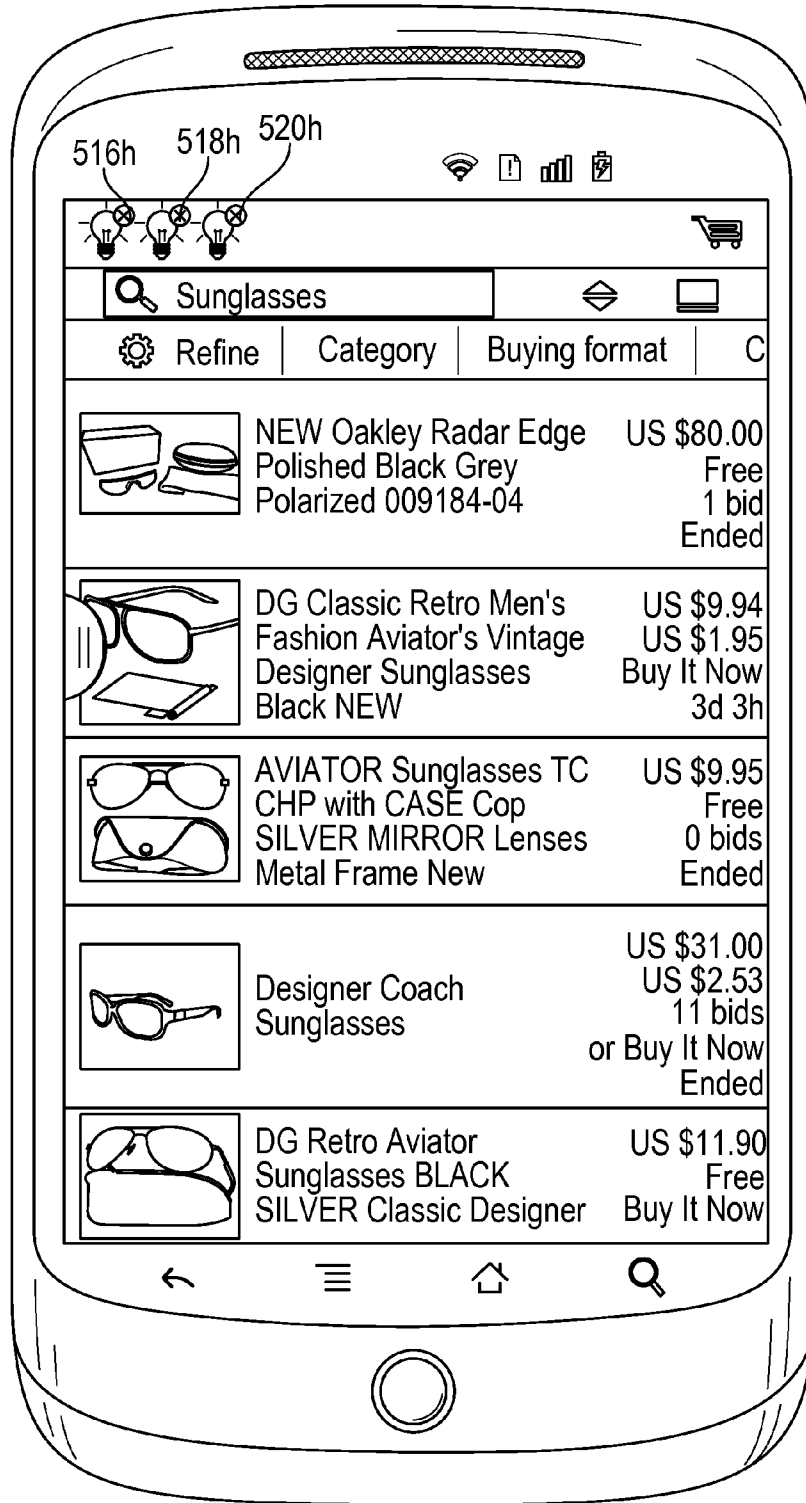 516h 518h 520h
Sunglasses
Refine Category Buying format C
NEW Oakley Radar Edge US $80.00
Polished Black Grey Free
Polarized 009184-04 1 bid
Ended
DG Classic Retro Men's US $9.94
Fashion Aviator's Vintage US $1.95
Designer Sunglasses Buy It Now
Black NEW 3d 3h
AVIATOR Sunglasses TC US $9.95
CHP with CASE Cop Free
SILVER MIRROR Lenses 0 bids
Metal Frame New Ended
US $31.00
Designer Coach US $2.53
Sunglasses 11 bids
or Buy It Now
Ended
DG Retro Aviator US $11.90
Sunglasses BLACK Free
SILVER Classic Designer Buy It Now